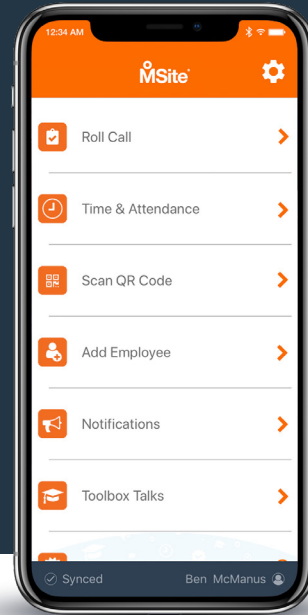 12:34 AM
MSite
Roll Call
Time & Attendance
Scan QR Code
Add Employee
Notifications
Toolbox Talks
Synced
Ben McManus